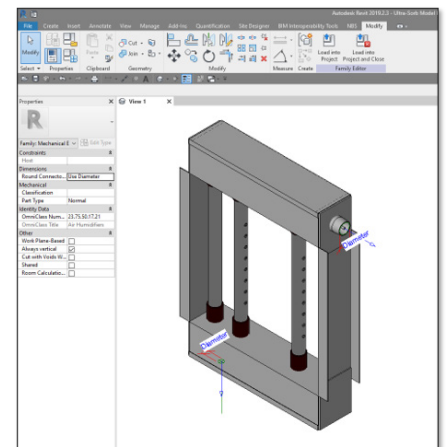 Autodesk Revit 2019.2.3 - Ultra-Sorb Model
File Create Insert Annotate View Manage Add-Ins Quantification Site Designer BIM Interoperability Tools NBS Modify
Modify Paste Cut Join Load into Project Load into Project and Close
Select Properties Clipboard Geometry Modify Measure Create Family Editor
Properties X View 1 X
R
Family: Mechanical E Edit Type
Constraints
Host
Dimensions
Round Connecto... Use Diameter
Mechanical
Classification
Part Type Normal
Identity Data
OmniClass Num... 23.75.50.17.21
OmniClass Title Air Humidifiers
Other
Work Plane-Based
Always vertical
Cut with Voids W...
Shared
Room Calculatio...
Diameter
Diameter